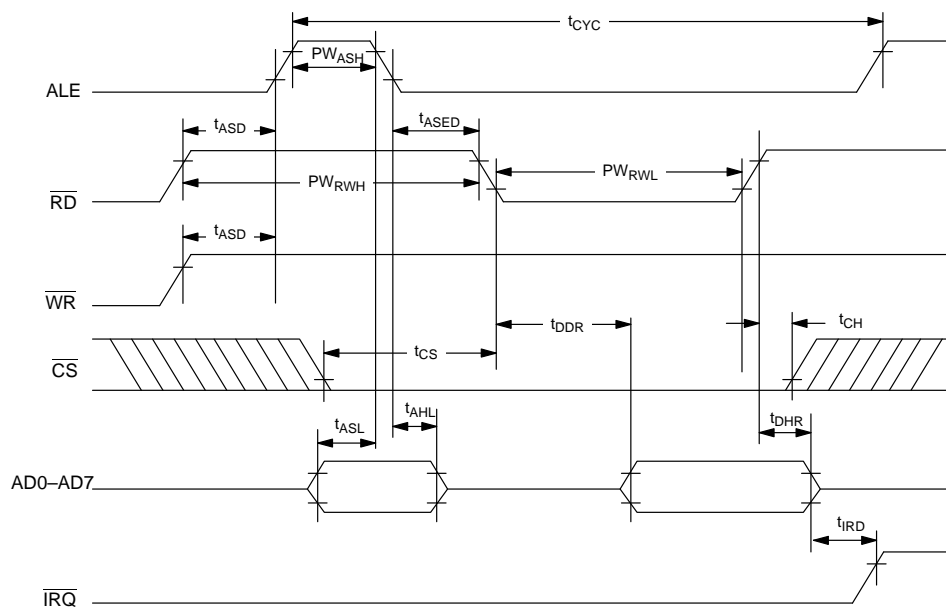 tCYC
PWASH
ALE
tASD
tASED
PWRWH
PWRWL
RD
tASD
WR
tDDR
tCH
tCS
CS
tAHL
tASL
tDHR
AD0–AD7
tIRD
IRQ